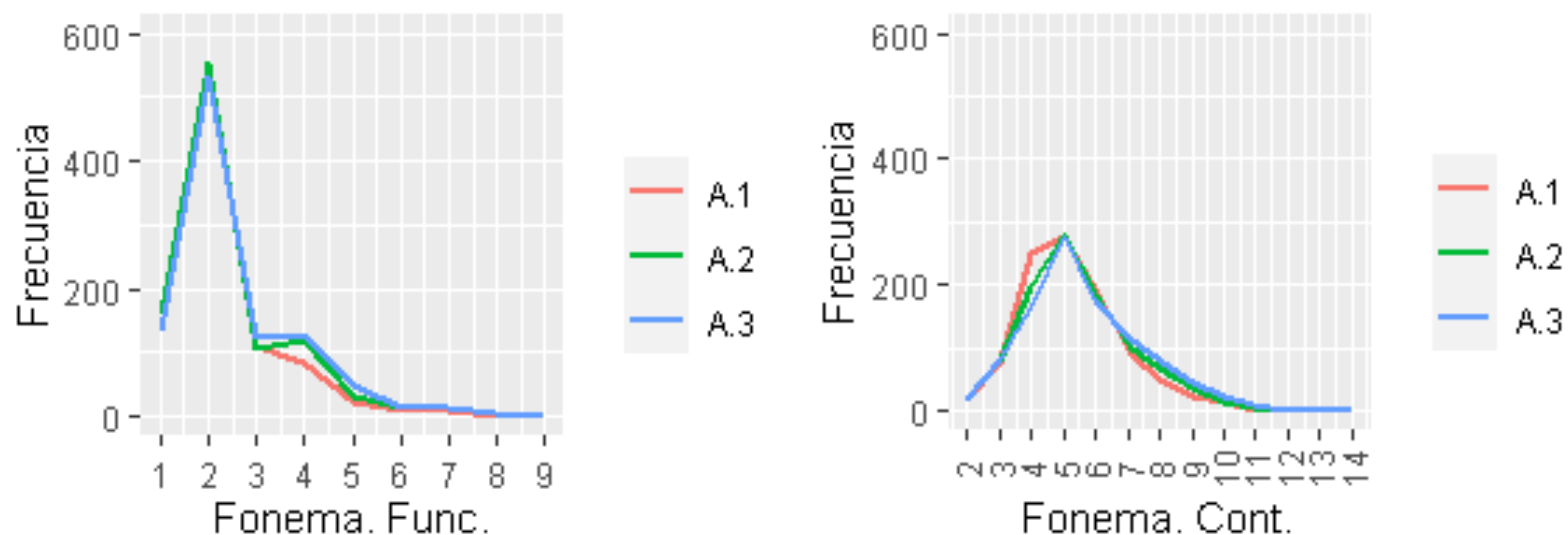 Frecuencia
600
400
200
0
1 2 3 4 5 6 7 8 9
Fonema. Func.
A.1
A.2
A.3
Frecuencia
600
400
200
0
2 3 4 5 6 7 8 9 10 11 12 13 14
Fonema. Cont.
A.1
A.2
A.3